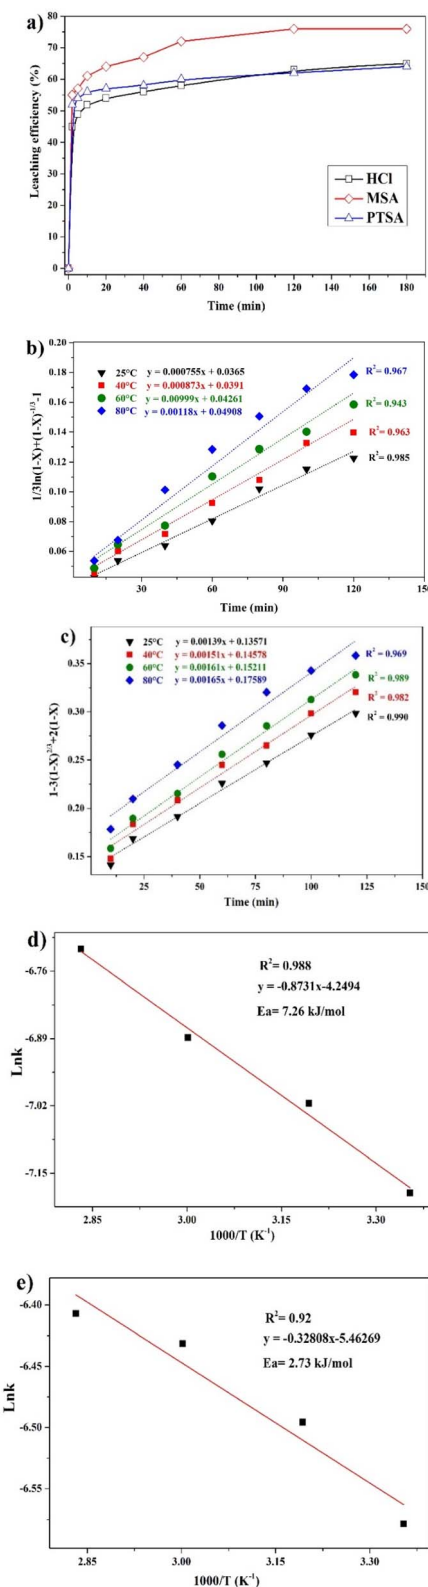 a)
80
70
60
50
40
30
20
10
0
Leaching efficiency (%)
HCl
MSA
PTSA
0 20 40 60 80 100 120 140 160 180
Time (min)
b)
0.20
0.18
0.16
0.14
0.12
0.10
0.08
0.06
1/3ln(1-X)+(1-X)^-1/3-1
25°C y = 0.000755x + 0.0365
40°C y = 0.000873x + 0.0391
60°C y = 0.00999x + 0.04261
80°C y = 0.00118x + 0.04908
R²= 0.967
R²= 0.943
R²= 0.963
R²= 0.985
30 60 90 120 150
Time (min)
c)
0.35
0.30
0.25
0.20
0.15
1-3(1-X)^2/3+2(1-X)
25°C y = 0.00139x + 0.13571
40°C y = 0.00151x + 0.14578
60°C y = 0.00161x + 0.15211
80°C y = 0.00165x + 0.17589
R²= 0.969
R²= 0.989
R²= 0.982
R²= 0.990
25 50 75 100 125 150
Time (min)
d)
-6.76
-6.89
-7.02
-7.15
Lnk
R²= 0.988
y = -0.8731x-4.2494
Ea= 7.26 kJ/mol
2.85 3.00 3.15 3.30
1000/T (K⁻¹)
e)
-6.40
-6.45
-6.50
-6.55
Lnk
R²= 0.92
y = -0.32808x-5.46269
Ea= 2.73 kJ/mol
2.85 3.00 3.15 3.30
1000/T (K⁻¹)